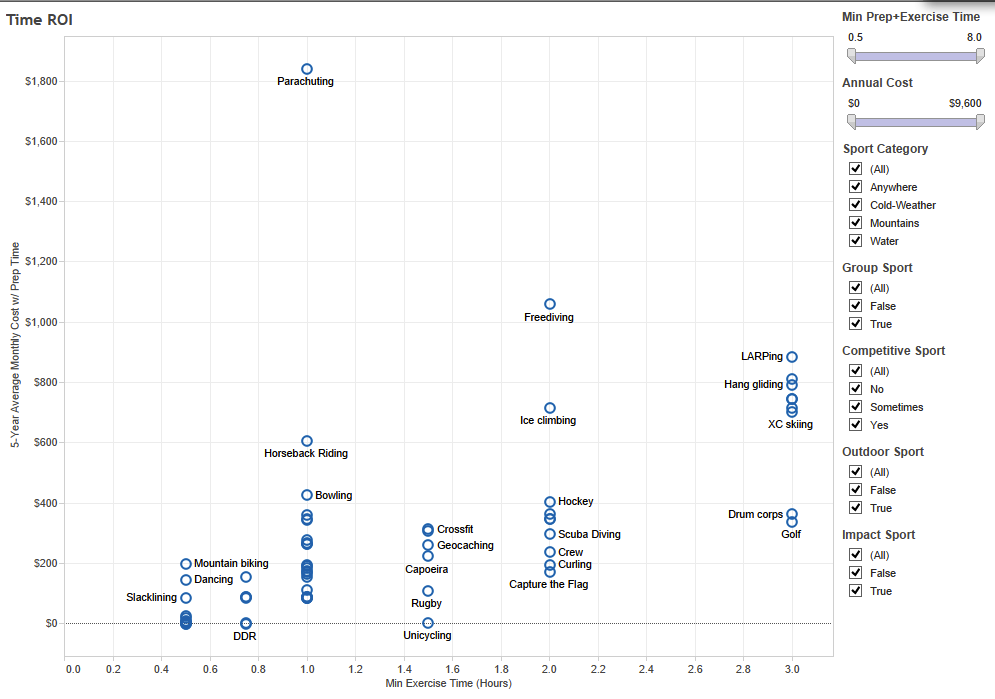 Time ROI
5-Year Average Monthly Cost w/ Prep Time
$1,800
$1,600
$1,400
$1,200
$1,000
$800
$600
$400
$200
$0
Parachuting
Freediving
LARPing
Hang gliding
Ice climbing
XC skiing
Horseback Riding
Bowling
Hockey
Drum corps
Crossfit
Scuba Diving
Golf
Geocaching
Crew
Mountain biking
Capoeira
Curling
Dancing
Capture the Flag
Slacklining
Rugby
DDR
Unicycling
0.0 0.2 0.4 0.6 0.8 1.0 1.2 1.4 1.6 1.8 2.0 2.2 2.4 2.6 2.8 3.0
Min Exercise Time (Hours)
Min Prep+Exercise Time
0.5 8.0
Annual Cost
$0 $9,600
Sport Category
(All)
Anywhere
Cold-Weather
Mountains
Water
Group Sport
(All)
False
True
Competitive Sport
(All)
No
Sometimes
Yes
Outdoor Sport
(All)
False
True
Impact Sport
(All)
False
True